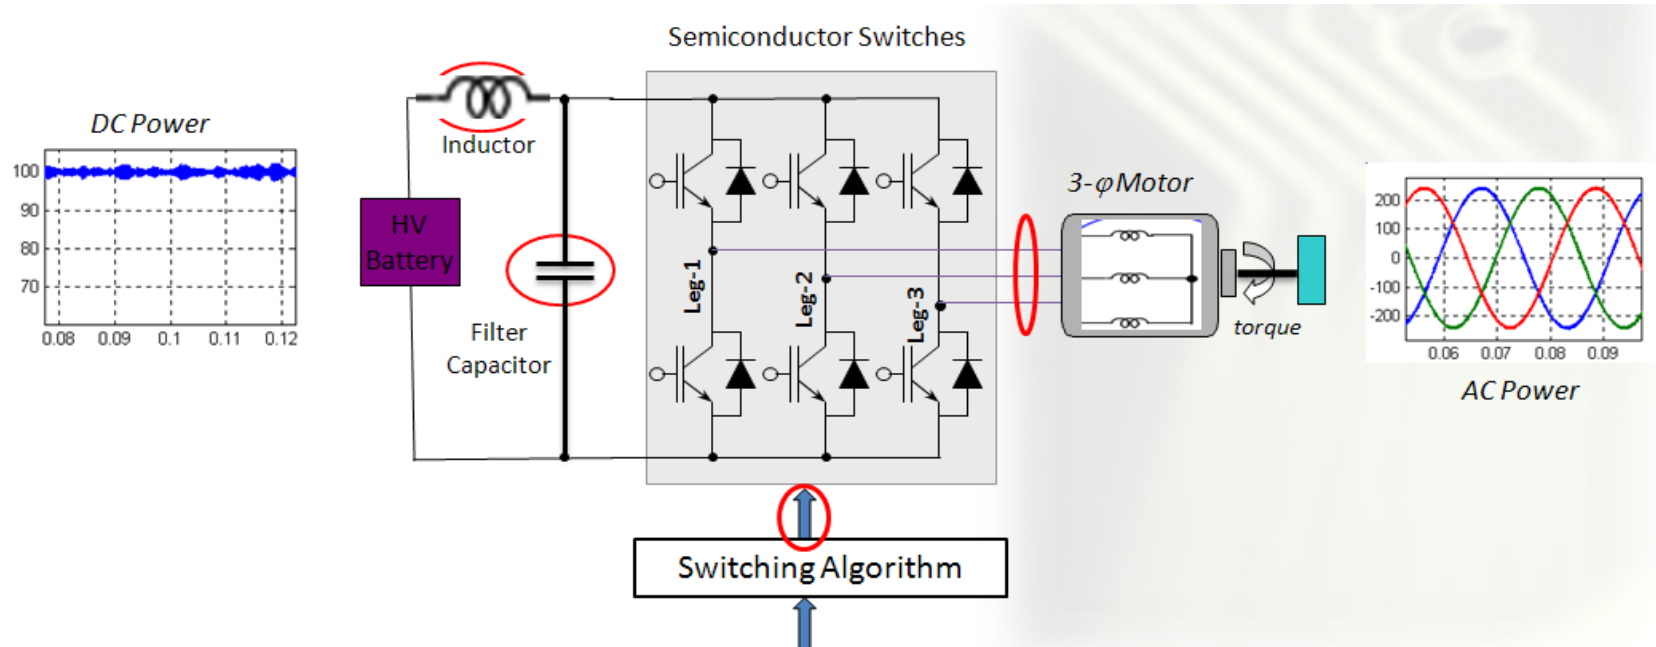 Semiconductor Switches
DC Power
100
90
80
70
0.08 0.09 0.1 0.11 0.12
Inductor
HV
Battery
Filter
Capacitor
Leg-1
Leg-2
Leg-3
3-φ Motor
torque
200
100
0
-100
-200
0.06 0.07 0.08 0.09
AC Power
Switching Algorithm